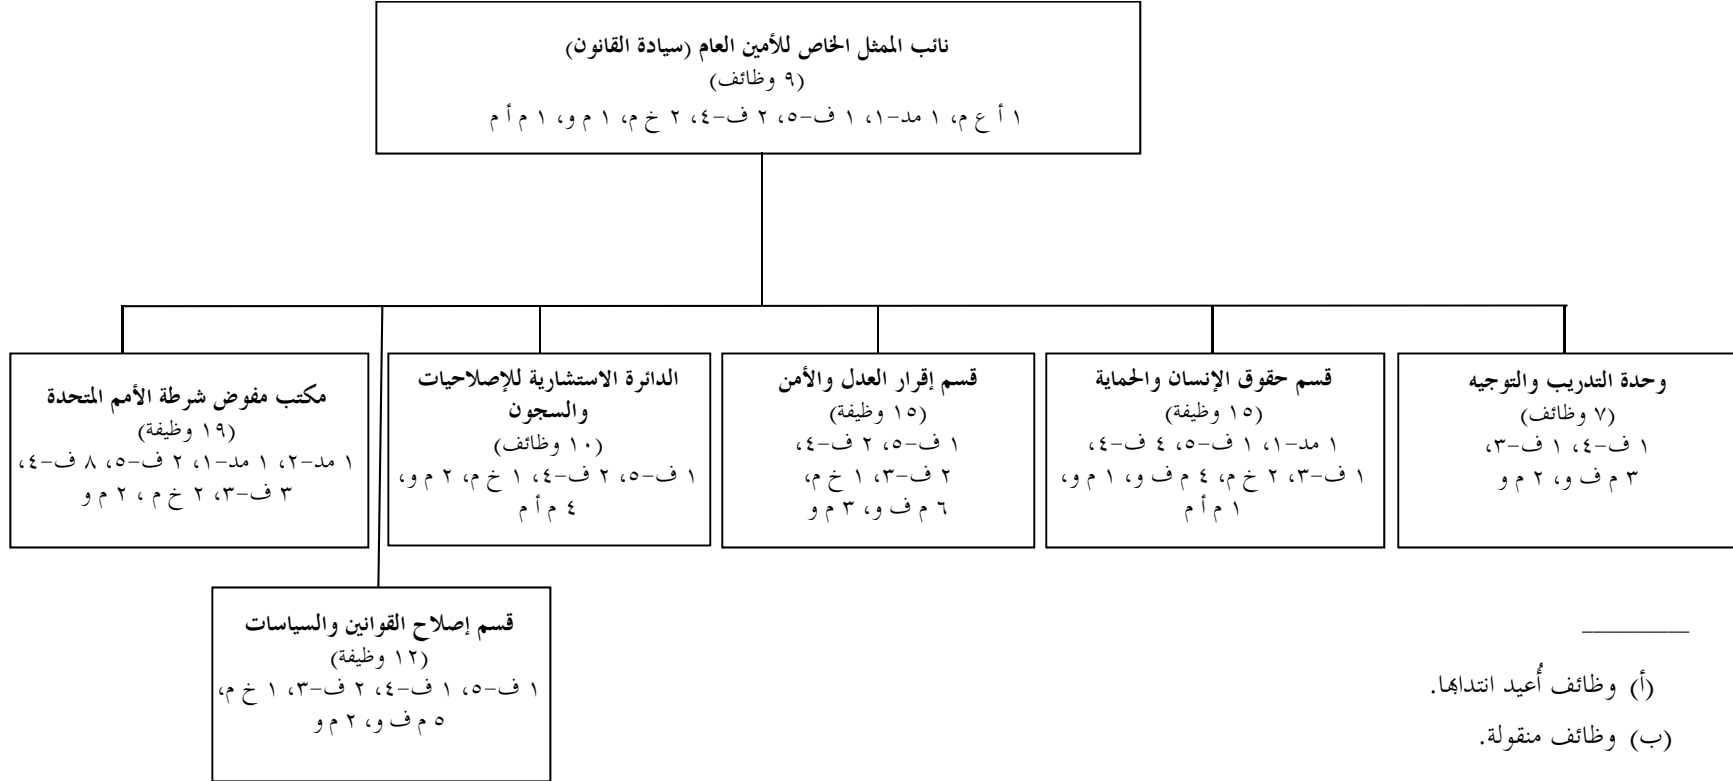 نائب الممثل الخاص للأمين العام (سيادة القانون)
(٩ وظائف)
١ أ ع م، ١ مد-١، ١ ف-٥، ٢ ف-٤، ٢ خ م، ١ م و، ١ م أ م
وحدة التدريب والتوجيه
(٧ وظائف)
١ ف-٤، ١ ف-٣،
٣ م ف و، ٢ م و
قسم حقوق الإنسان والحماية
(١٥ وظيفة)
١ مد-١، ١ ف-٥، ٤ ف-٤،
١ ف-٣، ٢ خ م، ٤ م ف و، ١ م و،
١ م أ م
قسم إقرار العدل والأمن
(١٥ وظيفة)
١ ف-٥، ٢ ف-٤،
٢ ف-٣، ١ خ م،
٦ م ف و، ٣ م و
الدائرة الاستشارية للإصلاحيات
والسجون
(١٠ وظائف)
١ ف-٥، ٢ ف-٤، ١ خ م، ٢ م و،
٤ م أ م
مكتب مفوض شرطة الأمم المتحدة
(١٩ وظيفة)
١ مد-٢، ١ مد-١، ٢ ف-٥، ٨ ف-٤،
٣ ف-٣، ٢ خ م ، ٢ م و
قسم إصلاح القوانين والسياسات
(١٢ وظيفة)
١ ف-٥، ١ ف-٤، ٢ ف-٣، ١ خ م،
٥ م ف و، ٢ م و
(أ) وظائف أُعيد انتدابها.
(ب) وظائف منقولة.